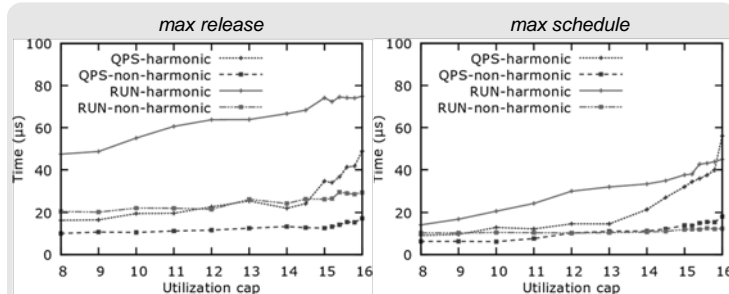 max release
100
80
60
40
20
0
Time (µs)
QPS-harmonic
QPS-non-harmonic
RUN-harmonic
RUN-non-harmonic
8 9 10 11 12 13 14 15 16
Utilization cap
max schedule
100
80
60
40
20
0
Time (µs)
QPS-harmonic
QPS-non-harmonic
RUN-harmonic
RUN-non-harmonic
8 9 10 11 12 13 14 15 16
Utilization cap